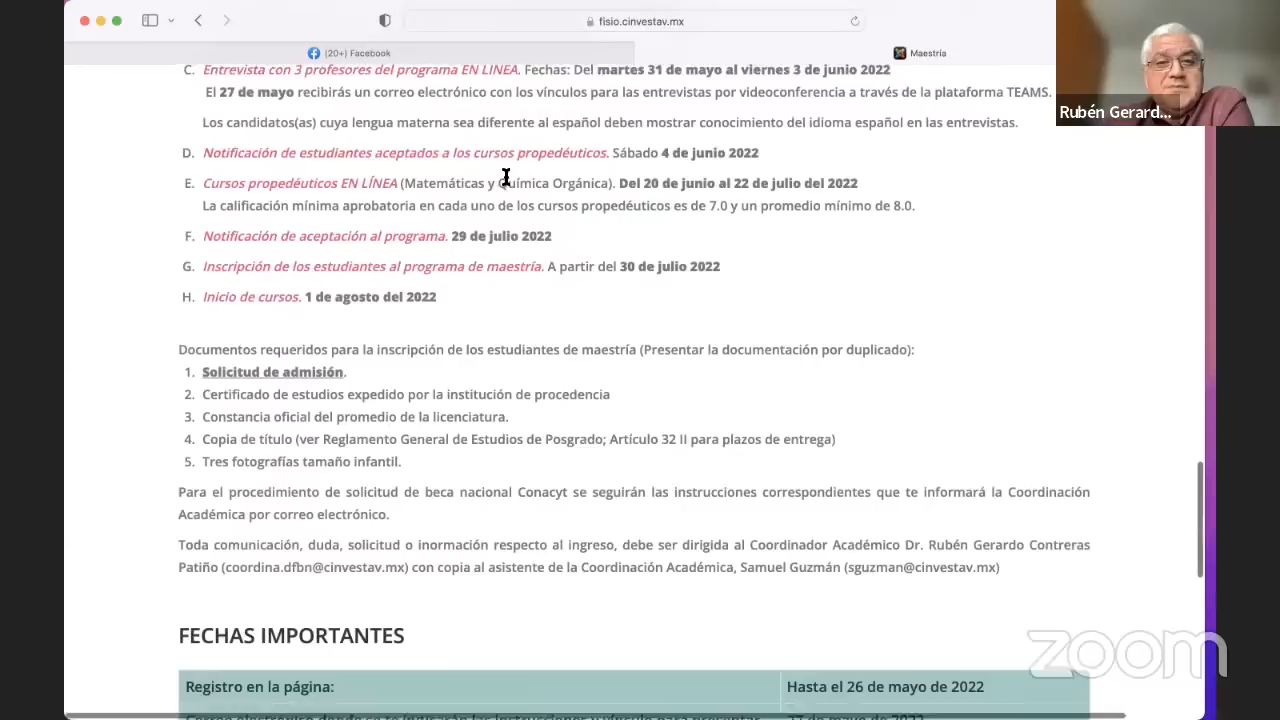 fisio.cinvestav.mx
(20+) Facebook
Maestría
C. Entrevista con 3 profesores del programa EN LINEA. Fechas: Del martes 31 de mayo al viernes 3 de junio 2022
El 27 de mayo recibirás un correo electrónico con los vínculos para las entrevistas por videoconferencia a través de la plataforma TEAMS.
Rubén Gerard...
Los candidatos(as) cuya lengua materna sea diferente al español deben mostrar conocimiento del idioma español en las entrevistas.
D. Notificación de estudiantes aceptados a los cursos propedéuticos. Sábado 4 de junio 2022
E. Cursos propedéuticos EN LÍNEA (Matemáticas y Química Orgánica). Del 20 de junio al 22 de julio del 2022
La calificación mínima aprobatoria en cada uno de los cursos propedéuticos es de 7.0 y un promedio mínimo de 8.0.
F. Notificación de aceptación al programa. 29 de julio 2022
G. Inscripción de los estudiantes al programa de maestría. A partir del 30 de julio 2022
H. Inicio de cursos. 1 de agosto del 2022
Documentos requeridos para la inscripción de los estudiantes de maestría (Presentar la documentación por duplicado):
1. Solicitud de admisión.
2. Certificado de estudios expedido por la institución de procedencia
3. Constancia oficial del promedio de la licenciatura.
4. Copia de título (ver Reglamento General de Estudios de Posgrado; Artículo 32 II para plazos de entrega)
5. Tres fotografías tamaño infantil.
Para el procedimiento de solicitud de beca nacional Conacyt se seguirán las instrucciones correspondientes que te informará la Coordinación
Académica por correo electrónico.
Toda comunicación, duda, solicitud o inormación respecto al ingreso, debe ser dirigida al Coordinador Académico Dr. Rubén Gerardo Contreras
Patiño (coordina.dfbn@cinvestav.mx) con copia al asistente de la Coordinación Académica, Samuel Guzmán (sguzman@cinvestav.mx)
FECHAS IMPORTANTES
zoom
Registro en la página: Hasta el 26 de mayo de 2022